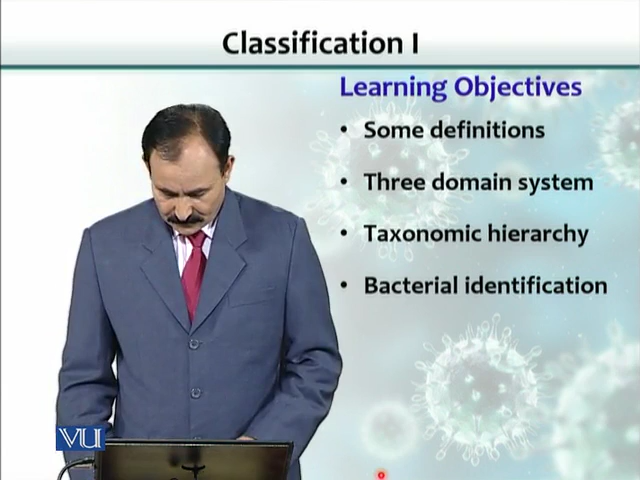 Classification I
Learning Objectives
• Some definitions
• Three domain system
• Taxonomic hierarchy
• Bacterial identification
VU